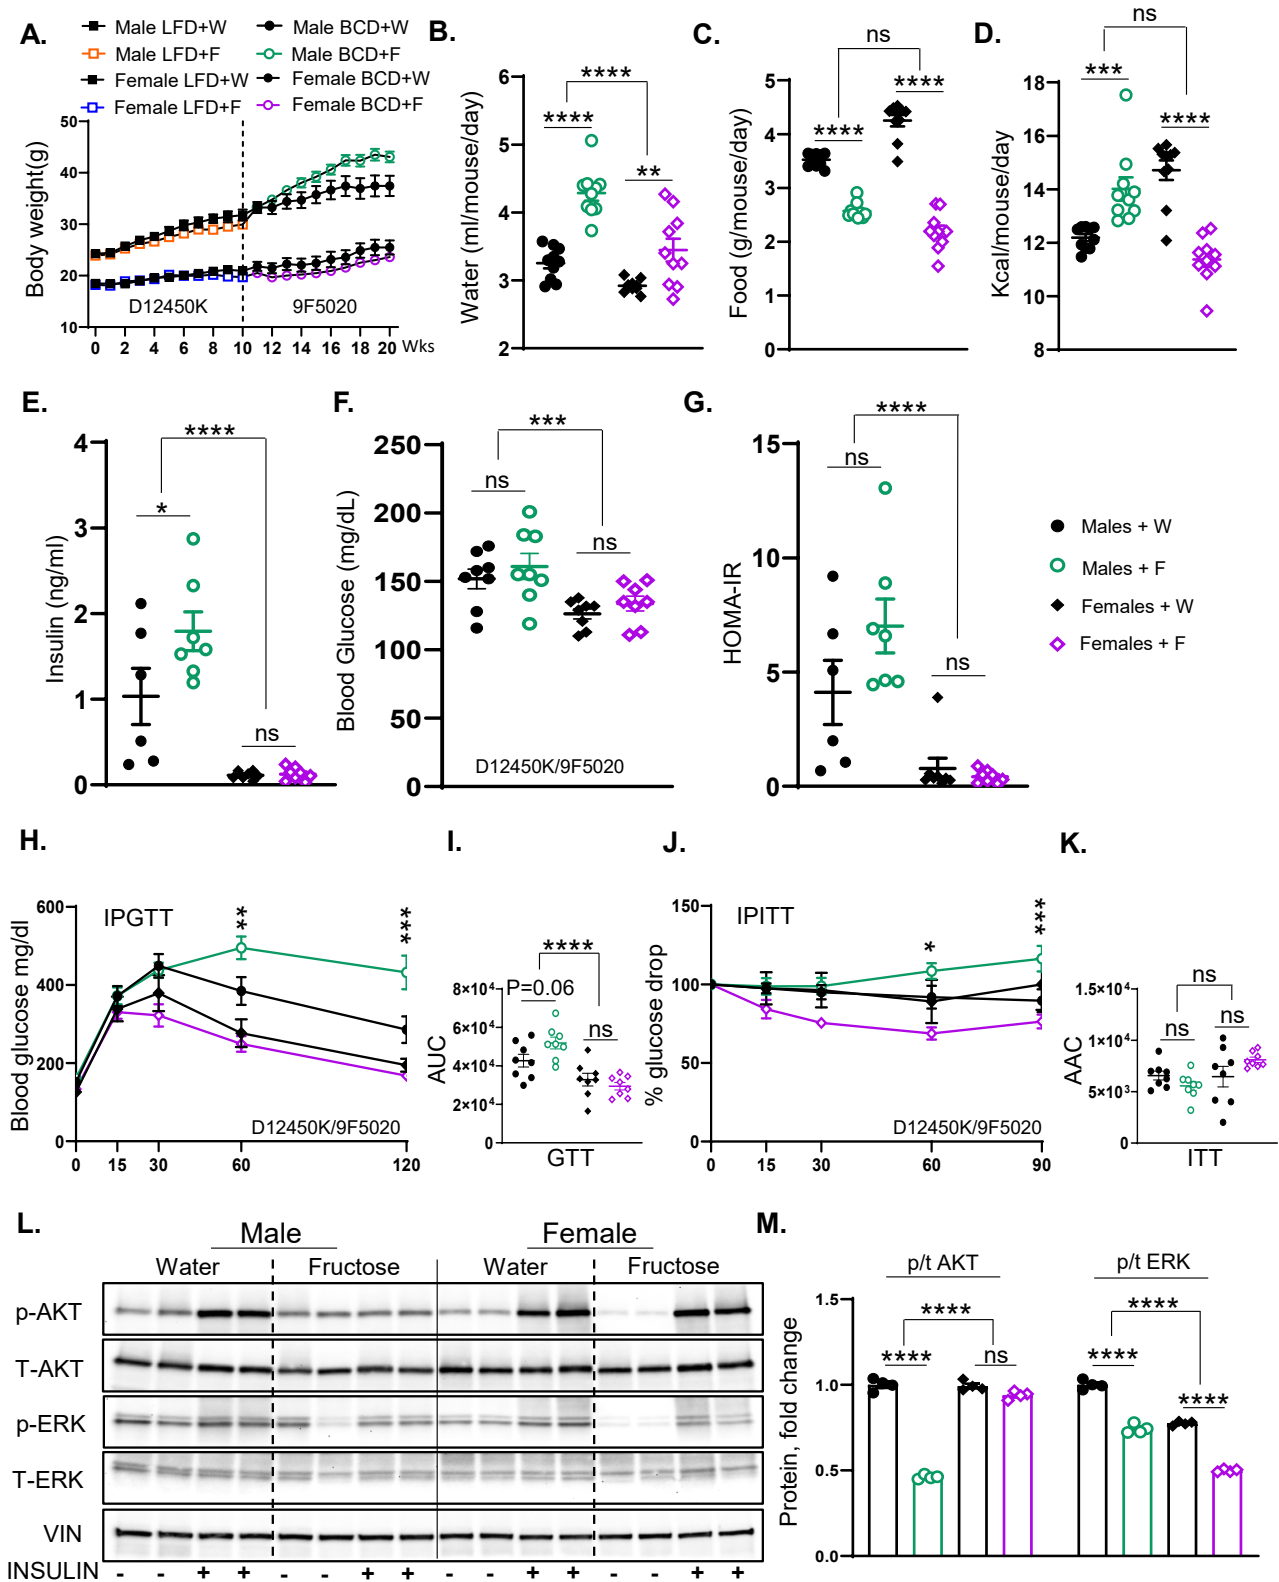 A.
Male LFD+W
Male LFD+F
Female LFD+W
Female LFD+F
Male BCD+W
Male BCD+F
Female BCD+W
Female BCD+F
Body weight(g)
50
40
30
20
10
D12450K
9F5020
0 2 4 6 8 10 12 14 16 18 20 Wks
B.
Water (ml/mouse/day)
6
5
4
3
2
****
****
**
C.
Food (g/mouse/day)
5
4
3
2
1
0
ns
****
****
D.
Kcal/mouse/day
18
16
14
12
10
8
ns
***
****
E.
Insulin (ng/ml)
4
3
2
1
0
****
*
ns
F.
Blood Glucose (mg/dL)
250
200
150
100
50
0
***
ns
ns
D12450K/9F5020
G.
HOMA-IR
15
10
5
0
****
ns
ns
Males + W
Males + F
Females + W
Females + F
H.
Blood glucose mg/dl
600
400
200
0
IPGTT
**
***
D12450K/9F5020
0 15 30 60 120
I.
AUC
8×10⁴
6×10⁴
4×10⁴
2×10⁴
0
****
P=0.06
ns
GTT
J.
% glucose drop
150
100
50
0
IPITT
*
***
D12450K/9F5020
0 15 30 60 90
K.
AAC
1.5×10⁴
1×10⁴
5×10³
0
ns
ns
ns
ITT
L.
Male Female
Water Fructose Water Fructose
p-AKT
T-AKT
p-ERK
T-ERK
VIN
INSULIN - - + + - - + + - - + + - - + +
M.
Protein, fold change
1.5
1.0
0.5
0.0
p/t AKT
****
****
ns
p/t ERK
****
****
****